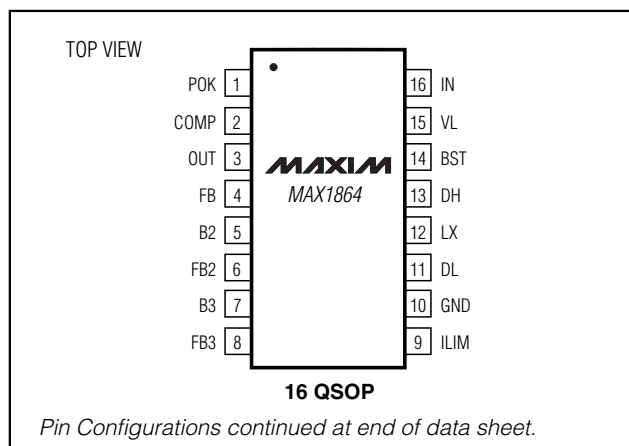 TOP VIEW
POK 1 16 IN
COMP 2 15 VL
OUT 3 14 BST
MAXIM
FB 4 13 DH
MAX1864
B2 5 12 LX
FB2 6 11 DL
B3 7 10 GND
FB3 8 9 ILIM
16 QSOP
Pin Configurations continued at end of data sheet.